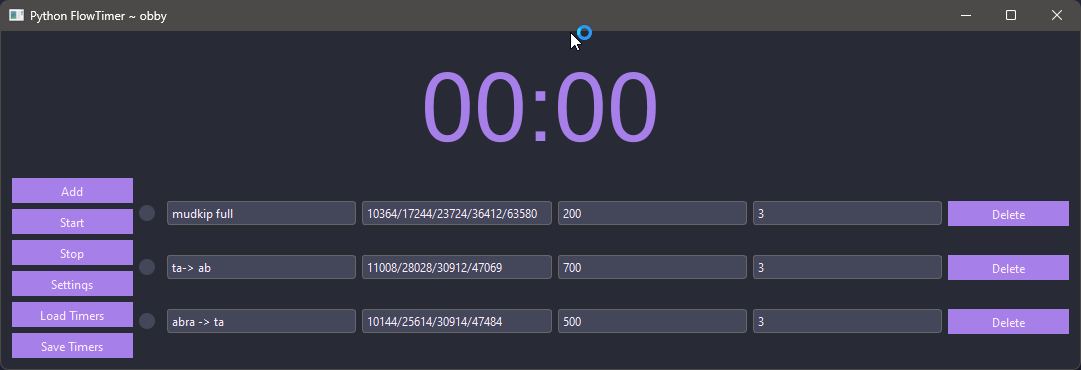 Python FlowTimer ~ obby
00:00
Add
Start
Stop
Settings
Load Timers
Save Timers
mudkip full 10364/17244/23724/36412/63580 200 3 Delete
ta-> ab 11008/28028/30912/47069 700 3 Delete
abra -> ta 10144/25614/30914/47484 500 3 Delete